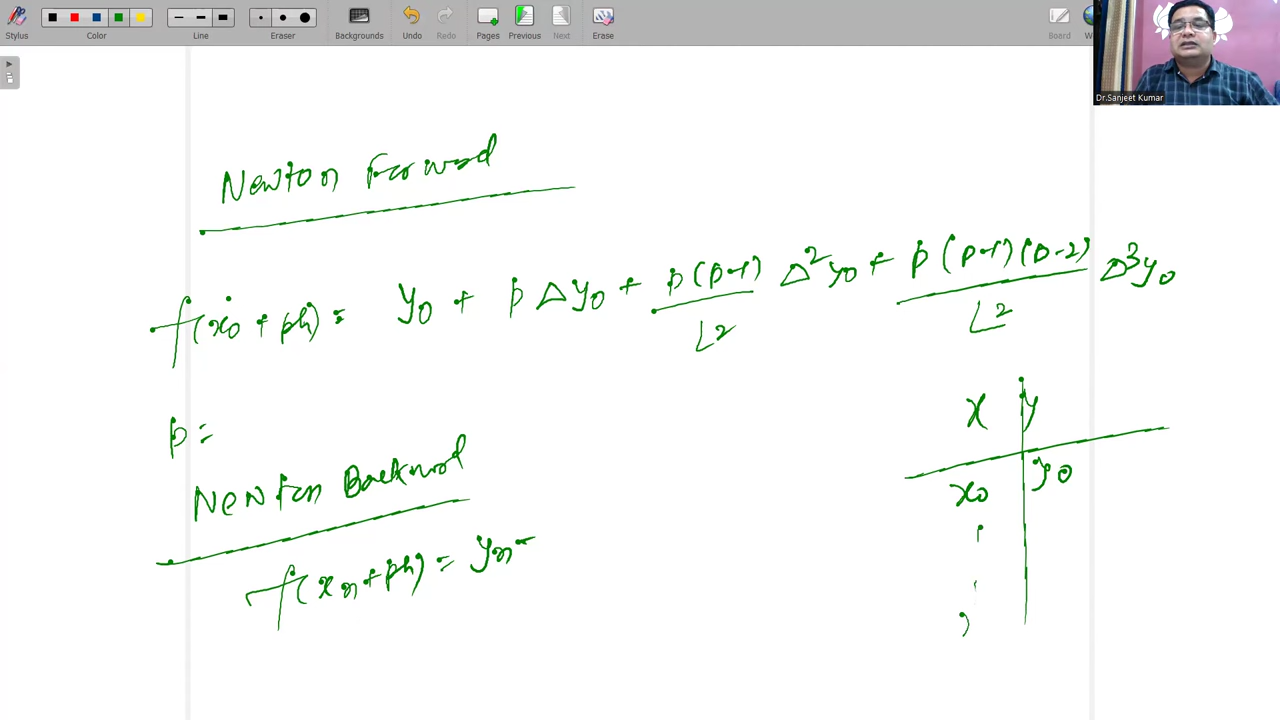 Stylus Color Line Eraser Backgrounds Undo Redo Pages Previous Next Erase Board
Dr.Sanjeet Kumar
Newton Forward
f(x₀ + ph) = y₀ + p Δy₀ + p(p-1)/∟2 Δ²y₀ + p(p-1)(p-2)/∟2 Δ³y₀
p =
x | y
x₀ | y₀
Newton Backward
f(xₙ + ph) = yₙ